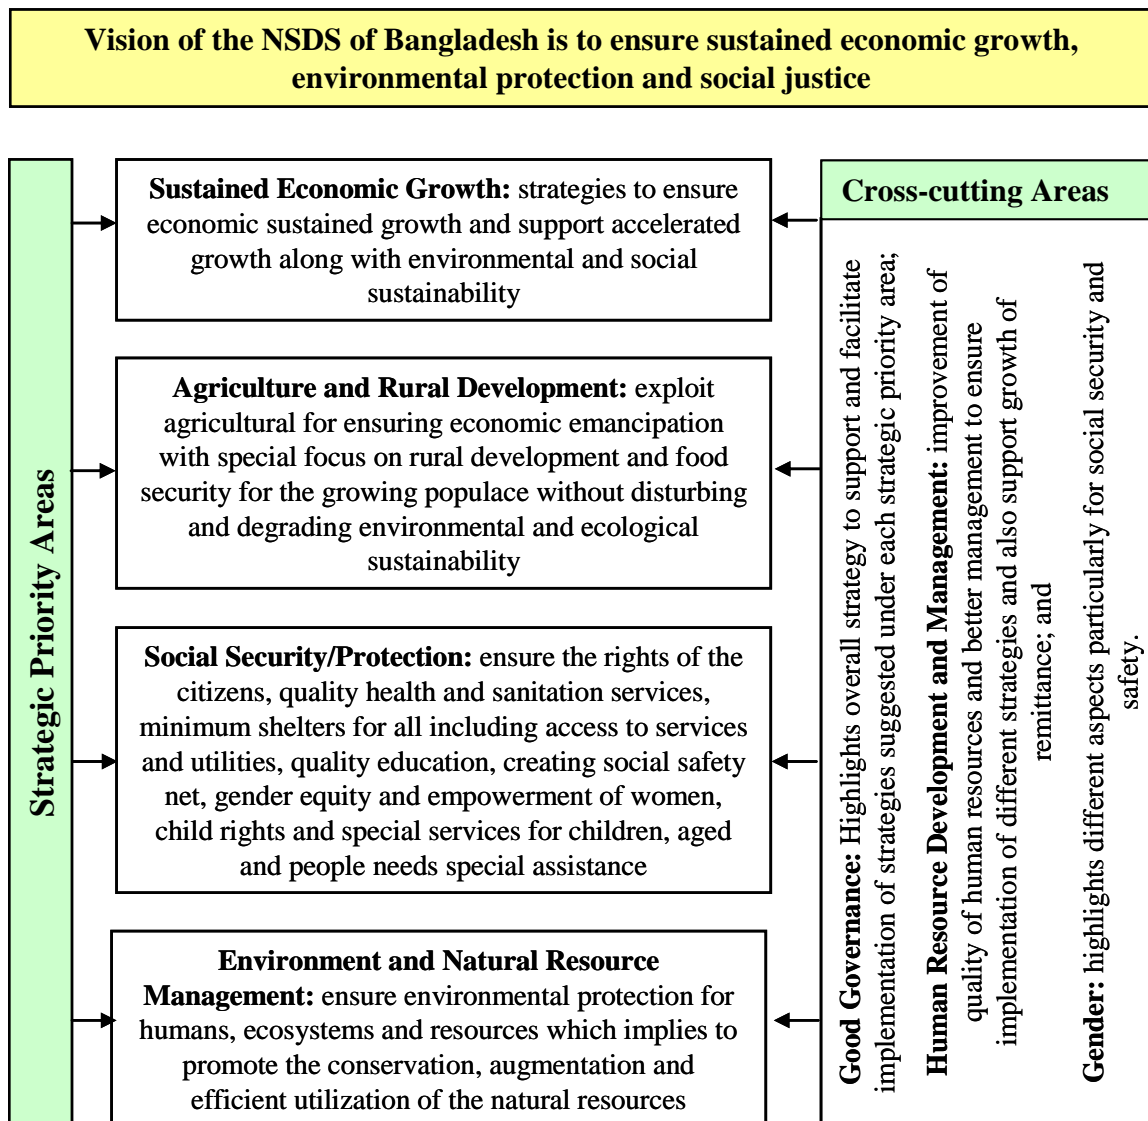 Vision of the NSDS of Bangladesh is to ensure sustained economic growth,
environmental protection and social justice
Strategic Priority Areas
Sustained Economic Growth: strategies to ensure
economic sustained growth and support accelerated
growth along with environmental and social
sustainability
Agriculture and Rural Development: exploit
agricultural for ensuring economic emancipation
with special focus on rural development and food
security for the growing populace without disturbing
and degrading environmental and ecological
sustainability
Social Security/Protection: ensure the rights of the
citizens, quality health and sanitation services,
minimum shelters for all including access to services
and utilities, quality education, creating social safety
net, gender equity and empowerment of women,
child rights and special services for children, aged
and people needs special assistance
Environment and Natural Resource
Management: ensure environmental protection for
humans, ecosystems and resources which implies to
promote the conservation, augmentation and
efficient utilization of the natural resources
Cross-cutting Areas
Good Governance: Highlights overall strategy to support and facilitate
implementation of strategies suggested under each strategic priority area;
Human Resource Development and Management: improvement of
quality of human resources and better management to ensure
implementation of different strategies and also support growth of
remittance; and
Gender: highlights different aspects particularly for social security and
safety.